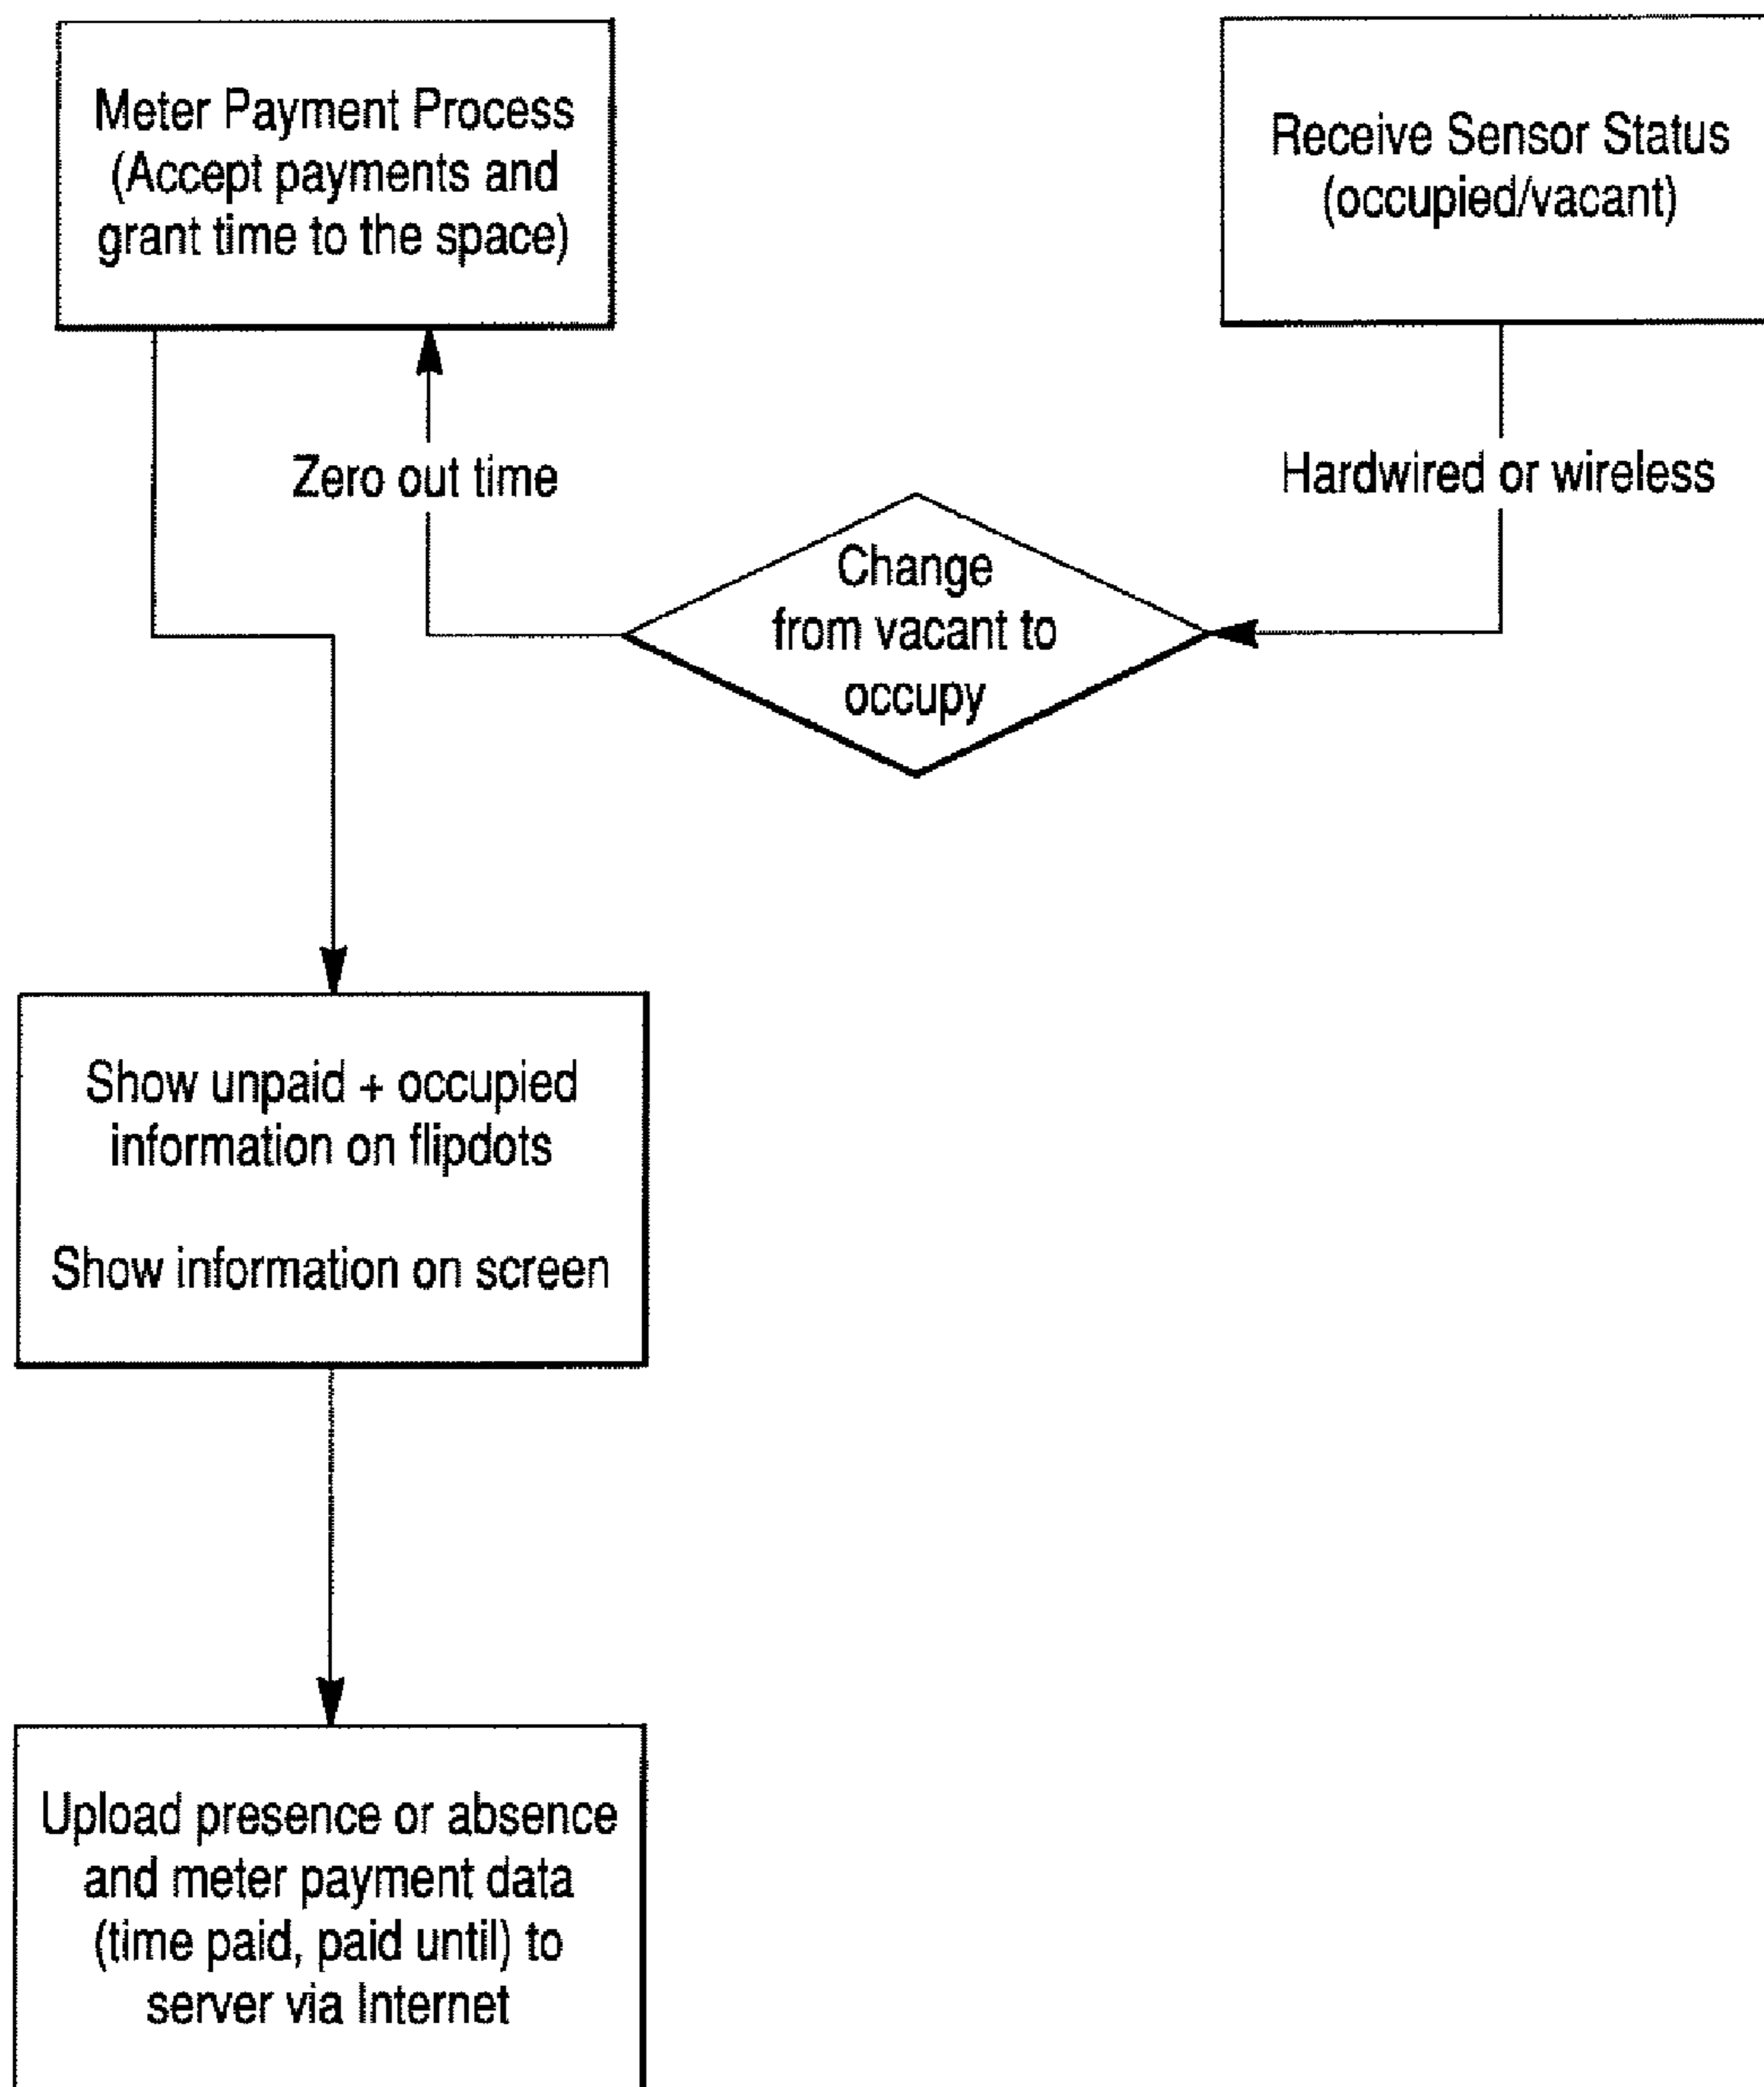 Meter Payment Process
(Accept payments and
grant time to the space)
Receive Sensor Status
(occupied/vacant)
Zero out time
Hardwired or wireless
Change
from vacant to
occupy
Show unpaid + occupied
information on flipdots
Show information on screen
Upload presence or absence
and meter payment data
(time paid, paid until) to
server via Internet